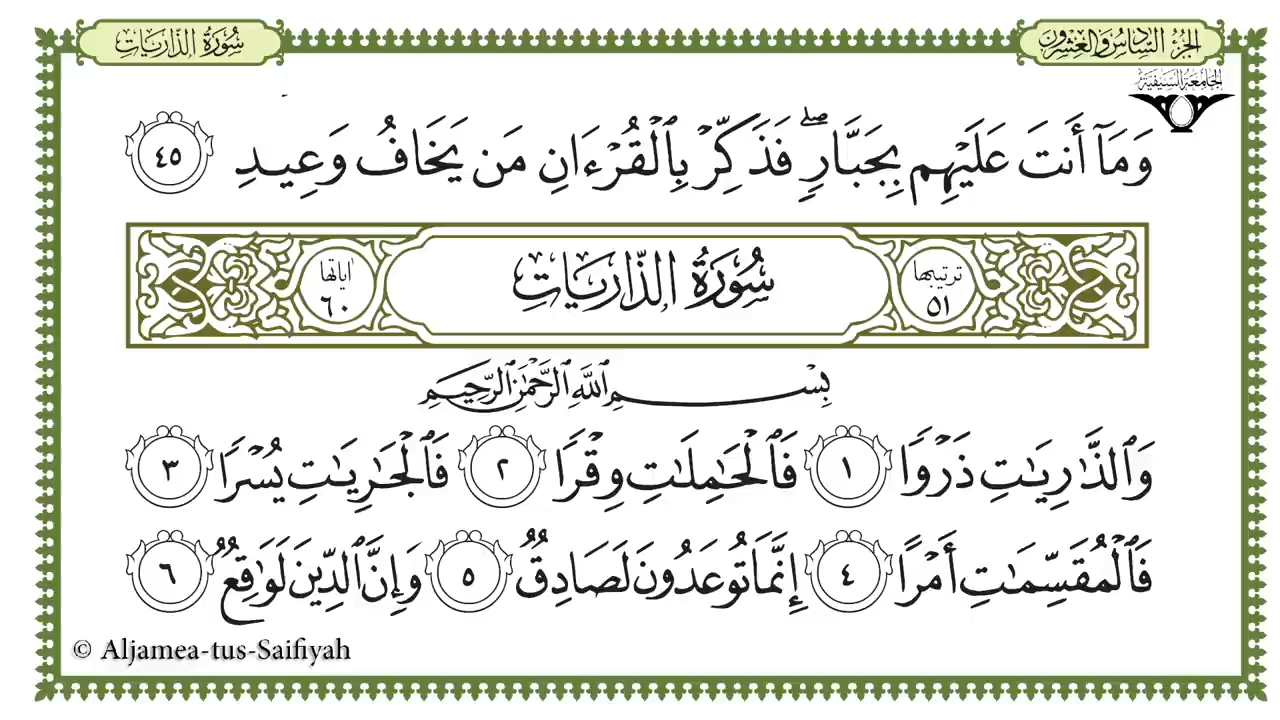 الجزء السادس والعشرون
سورة الذاريات
الجامعة السيفية
وَمَآ أَنتَ عَلَيْهِم بِجَبَّارٍۢ ۖ فَذَكِّرْ بِٱلْقُرْءَانِ مَن يَخَافُ وَعِيدِ ٤٥
ترتيبها ٥١
سُورَةُ الذَّارِيَاتِ
اٰياتها ٦٠
بِسْمِ ٱللَّهِ ٱلرَّحْمَٰنِ ٱلرَّحِيمِ
وَٱلذَّٰرِيَٰتِ ذَرْوًا ١ فَٱلْحَٰمِلَٰتِ وِقْرًا ٢ فَٱلْجَٰرِيَٰتِ يُسْرًا ٣
فَٱلْمُقَسِّمَٰتِ أَمْرًا ٤ إِنَّمَا تُوعَدُونَ لَصَادِقٌ ٥ وَإِنَّ ٱلدِّينَ لَوَٰقِعٌ ٦
© Aljamea-tus-Saifiyah